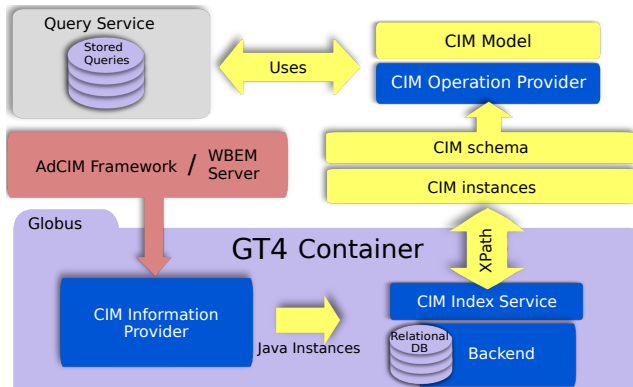 Query Service
Stored
Queries
Uses
CIM Model
CIM Operation Provider
AdCIM Framework / WBEM
Server
CIM schema
CIM instances
Globus
GT4 Container
XPath
CIM Information
Provider
Java Instances
CIM Index Service
Relational
DB
Backend